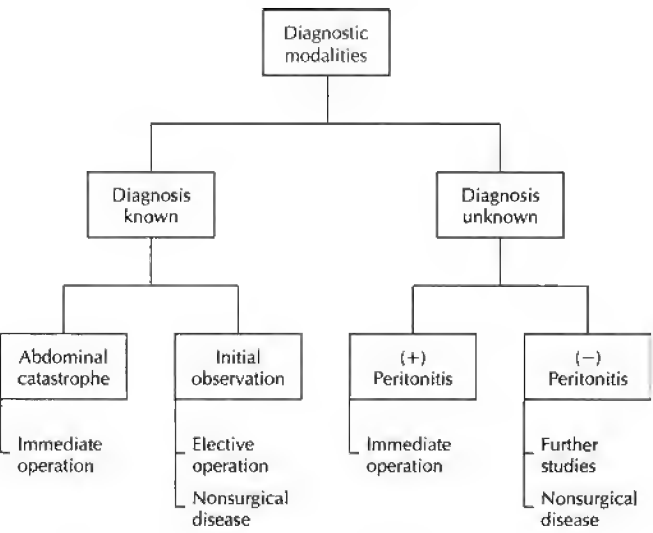 Diagnostic
modalities
Diagnosis
known
Diagnosis
unknown
Abdominal
catastrophe
Initial
observation
(+)
Peritonitis
(−)
Peritonitis
Immediate
operation
Elective
operation
Nonsurgical
disease
Immediate
operation
Further
studies
Nonsurgical
disease